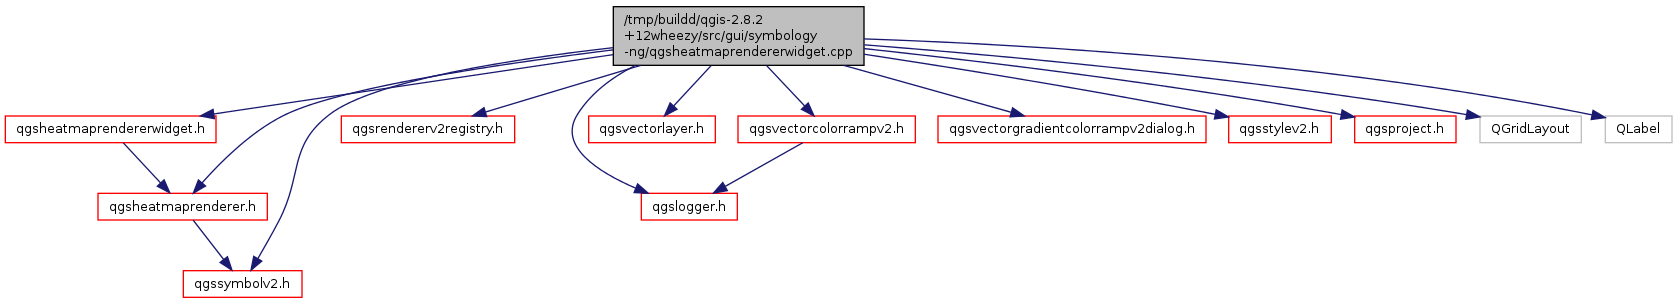 /tmp/buildd/qgis-2.8.2
+12wheezy/src/gui/symbology
-ng/qgsheatmaprendererwidget.cpp
qgsheatmaprendererwidget.h
qgsrendererv2registry.h
qgsvectorlayer.h
qgsvectorcolorrampv2.h
qgsvectorgradientcolorrampv2dialog.h
qgsstylev2.h
qgsproject.h
QGridLayout
QLabel
qgsheatmaprenderer.h
qgslogger.h
qgssymbolv2.h